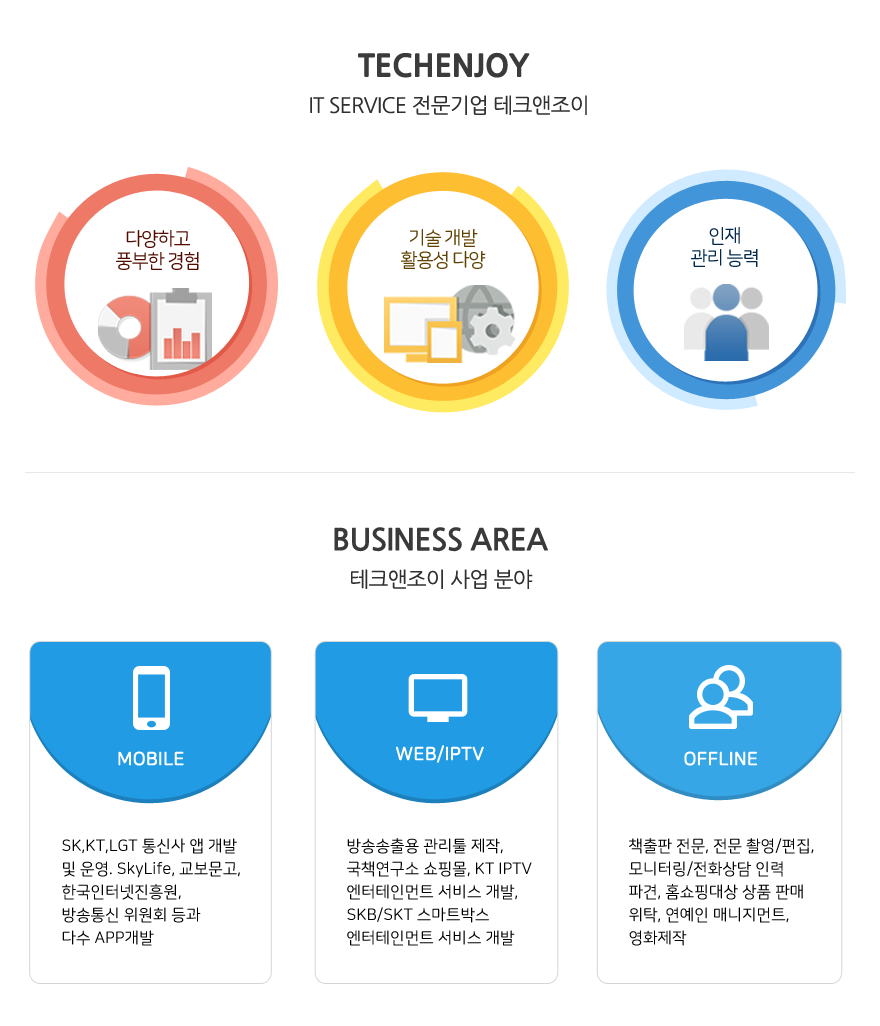 TECHENJOY
IT SERVICE 전문기업 테크앤조이
다양하고
풍부한 경험
기술 개발
활용성 다양
인재
관리 능력
BUSINESS AREA
테크앤조이 사업 분야
MOBILE
SK,KT,LGT 통신사 앱 개발
및 운영. SkyLife, 교보문고,
한국인터넷진흥원,
방송통신 위원회 등과
다수 APP개발
WEB/IPTV
방송송출용 관리툴 제작,
국책연구소 쇼핑몰, KT IPTV
엔터테인먼트 서비스 개발,
SKB/SKT 스마트박스
엔터테인먼트 서비스 개발
OFFLINE
책출판 전문, 전문 촬영/편집,
모니터링/전화상담 인력
파견, 홈쇼핑대상 상품 판매
위탁, 연예인 매니지먼트,
영화제작